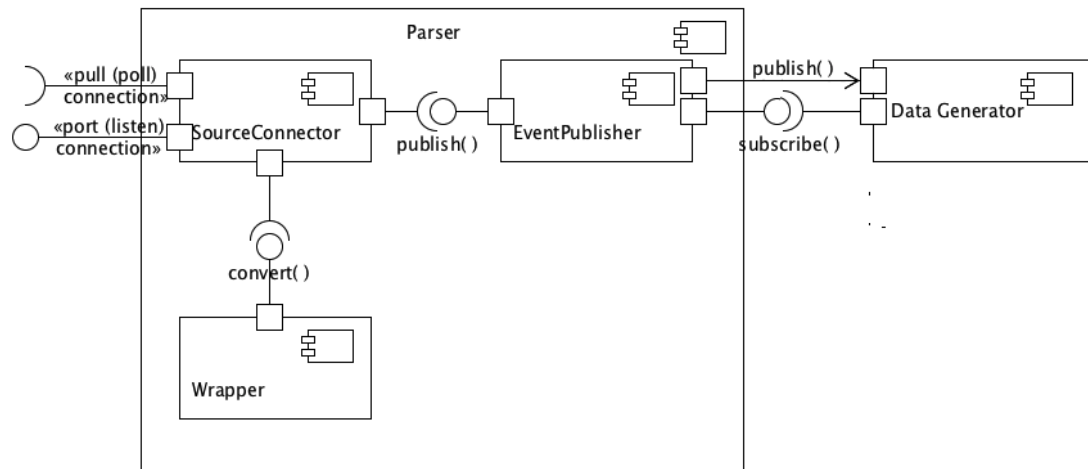 Parser
«pull (poll)
connection»
«port (listen)
connection»
SourceConnector
publish( )
EventPublisher
publish( )
subscribe( )
Data Generator
convert( )
Wrapper